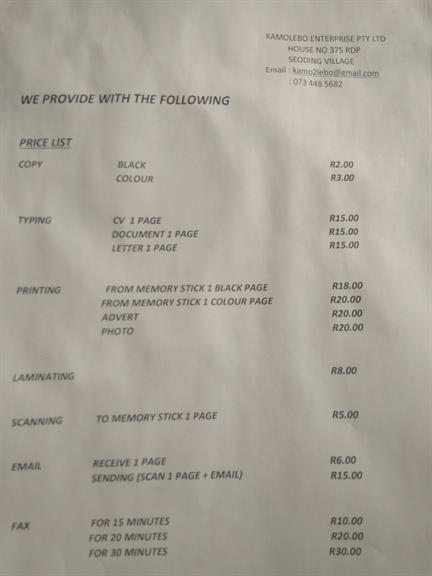 KAMOLEBO ENTERPRISE PTY LTD
HOUSE NO 375 RDP
SEODING VILLAGE
Email : kamo2lebo@gmail.com
: 073 448 5682
WE PROVIDE WITH THE FOLLOWING
PRICE LIST
COPY BLACK R2.00
COLOUR R3.00
TYPING CV 1 PAGE R15.00
DOCUMENT 1 PAGE R15.00
LETTER 1 PAGE R15.00
PRINTING FROM MEMORY STICK 1 BLACK PAGE R18.00
FROM MEMORY STICK 1 COLOUR PAGE R20.00
ADVERT R20.00
PHOTO R20.00
LAMINATING R8.00
SCANNING TO MEMORY STICK 1 PAGE R5.00
EMAIL RECEIVE 1 PAGE R6.00
SENDING (SCAN 1 PAGE + EMAIL) R15.00
FAX FOR 15 MINUTES R10.00
FOR 20 MINUTES R20.00
FOR 30 MINUTES R30.00